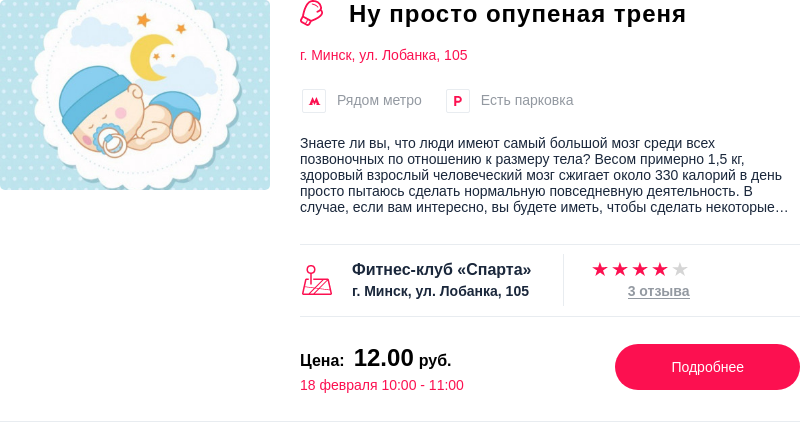 Ну просто опупеная треня
г. Минск, ул. Лобанка, 105
Рядом метро P Есть парковка
Знаете ли вы, что люди имеют самый большой мозг среди всех
позвоночных по отношению к размеру тела? Весом примерно 1,5 кг,
здоровый взрослый человеческий мозг сжигает около 330 калорий в день
просто пытаюсь сделать нормальную повседневную деятельность. В
случае, если вам интересно, вы будете иметь, чтобы сделать некоторые…
Фитнес-клуб «Спарта»
г. Минск, ул. Лобанка, 105
3 отзыва
Цена: 12.00 руб.
18 февраля 10:00 - 11:00
Подробнее